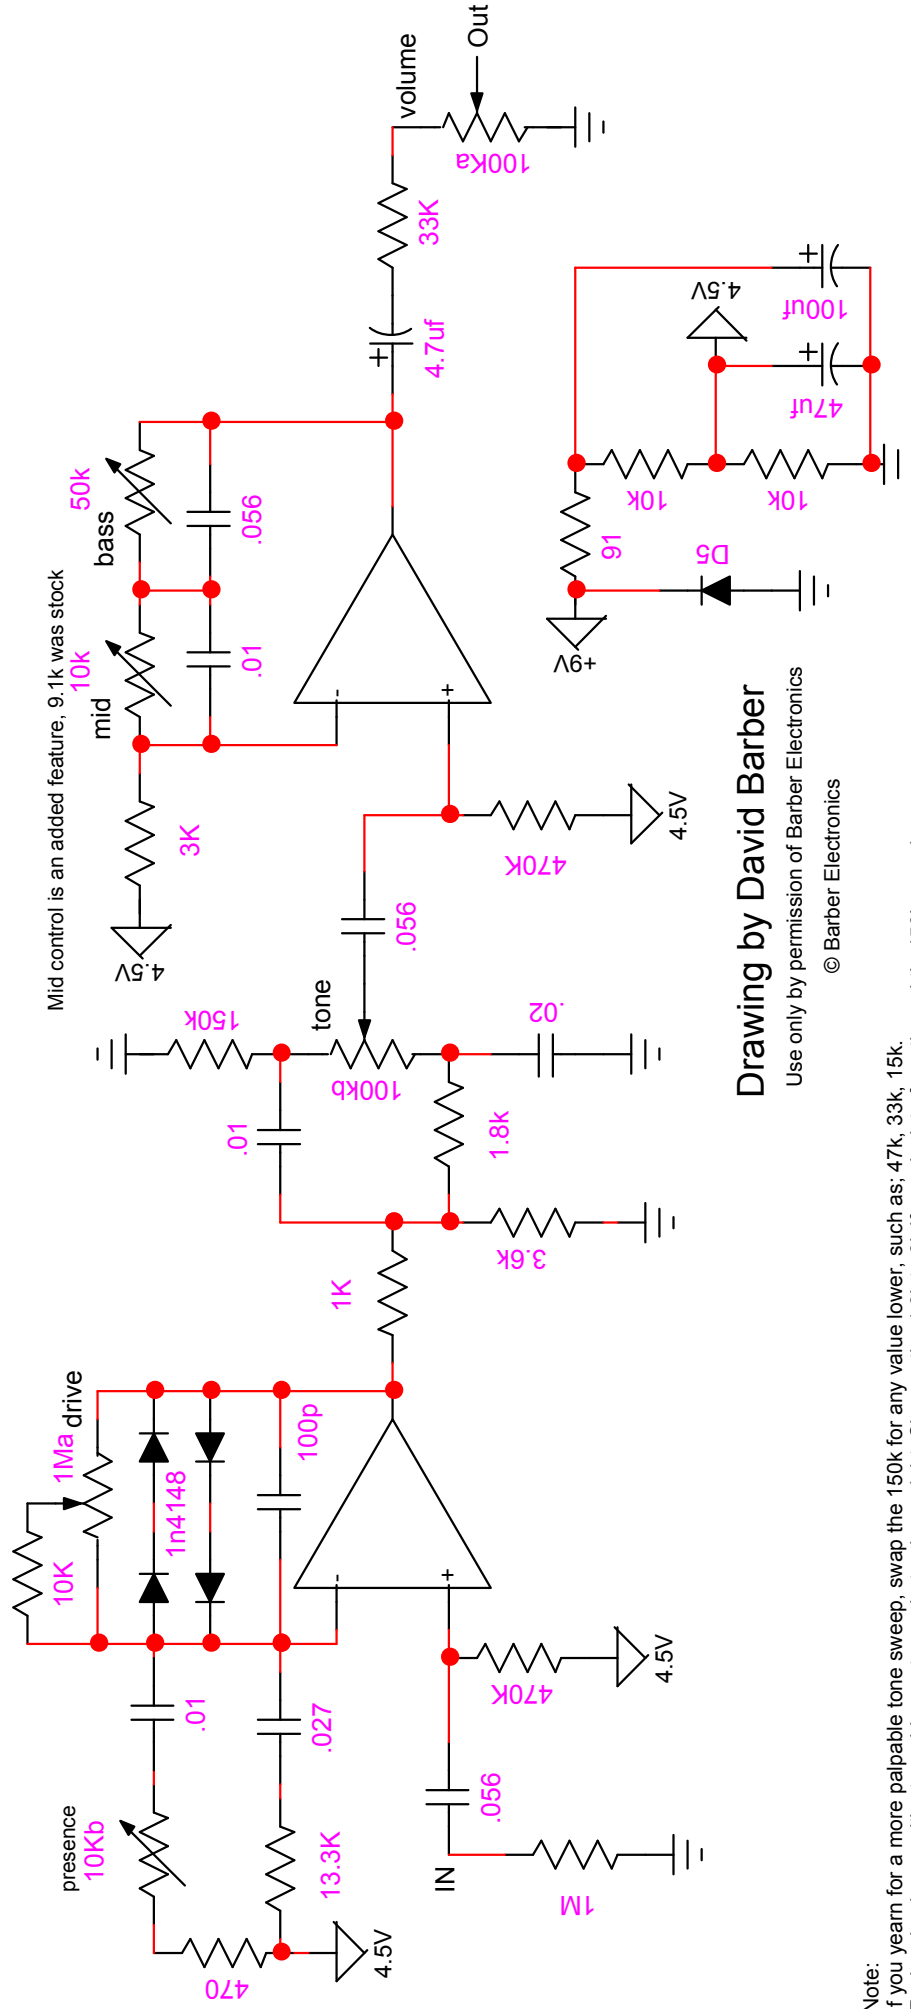 Mid control is an added feature, 9.1k was stock
presence
10Kb
470
.01
13.3K
.027
4.5V
10K
1Ma
drive
1n4148
100p
-
+
IN
1M
.056
470K
4.5V
1K
.01
150k
tone
100kb
1.8k
3.6k
.02
.056
470K
4.5V
4.5V
3K
mid
10k
.01
bass
50k
.056
-
+
+
4.7uf
33K
volume
100Ka
Out
+9V
91
D5
10k
10k
4.5V
+
47uf
+
100uf
Drawing by David Barber
Use only by permission of Barber Electronics
© Barber Electronics
Note:
f you yearn for a more palpable tone sweep, swap the 150k for any value lower, such as; 47k, 33k, 15k.